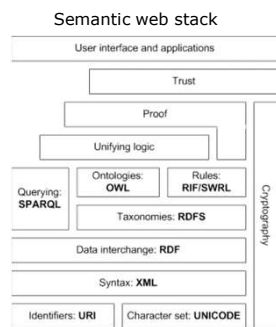 Semantic web stack
User interface and applications
Trust
Proof
Unifying logic
Querying:
SPARQL
Ontologies:
OWL
Rules:
RIF/SWRL
Taxonomies: RDFS
Cryptography
Data interchange: RDF
Syntax: XML
Identifiers: URI
Character set: UNICODE